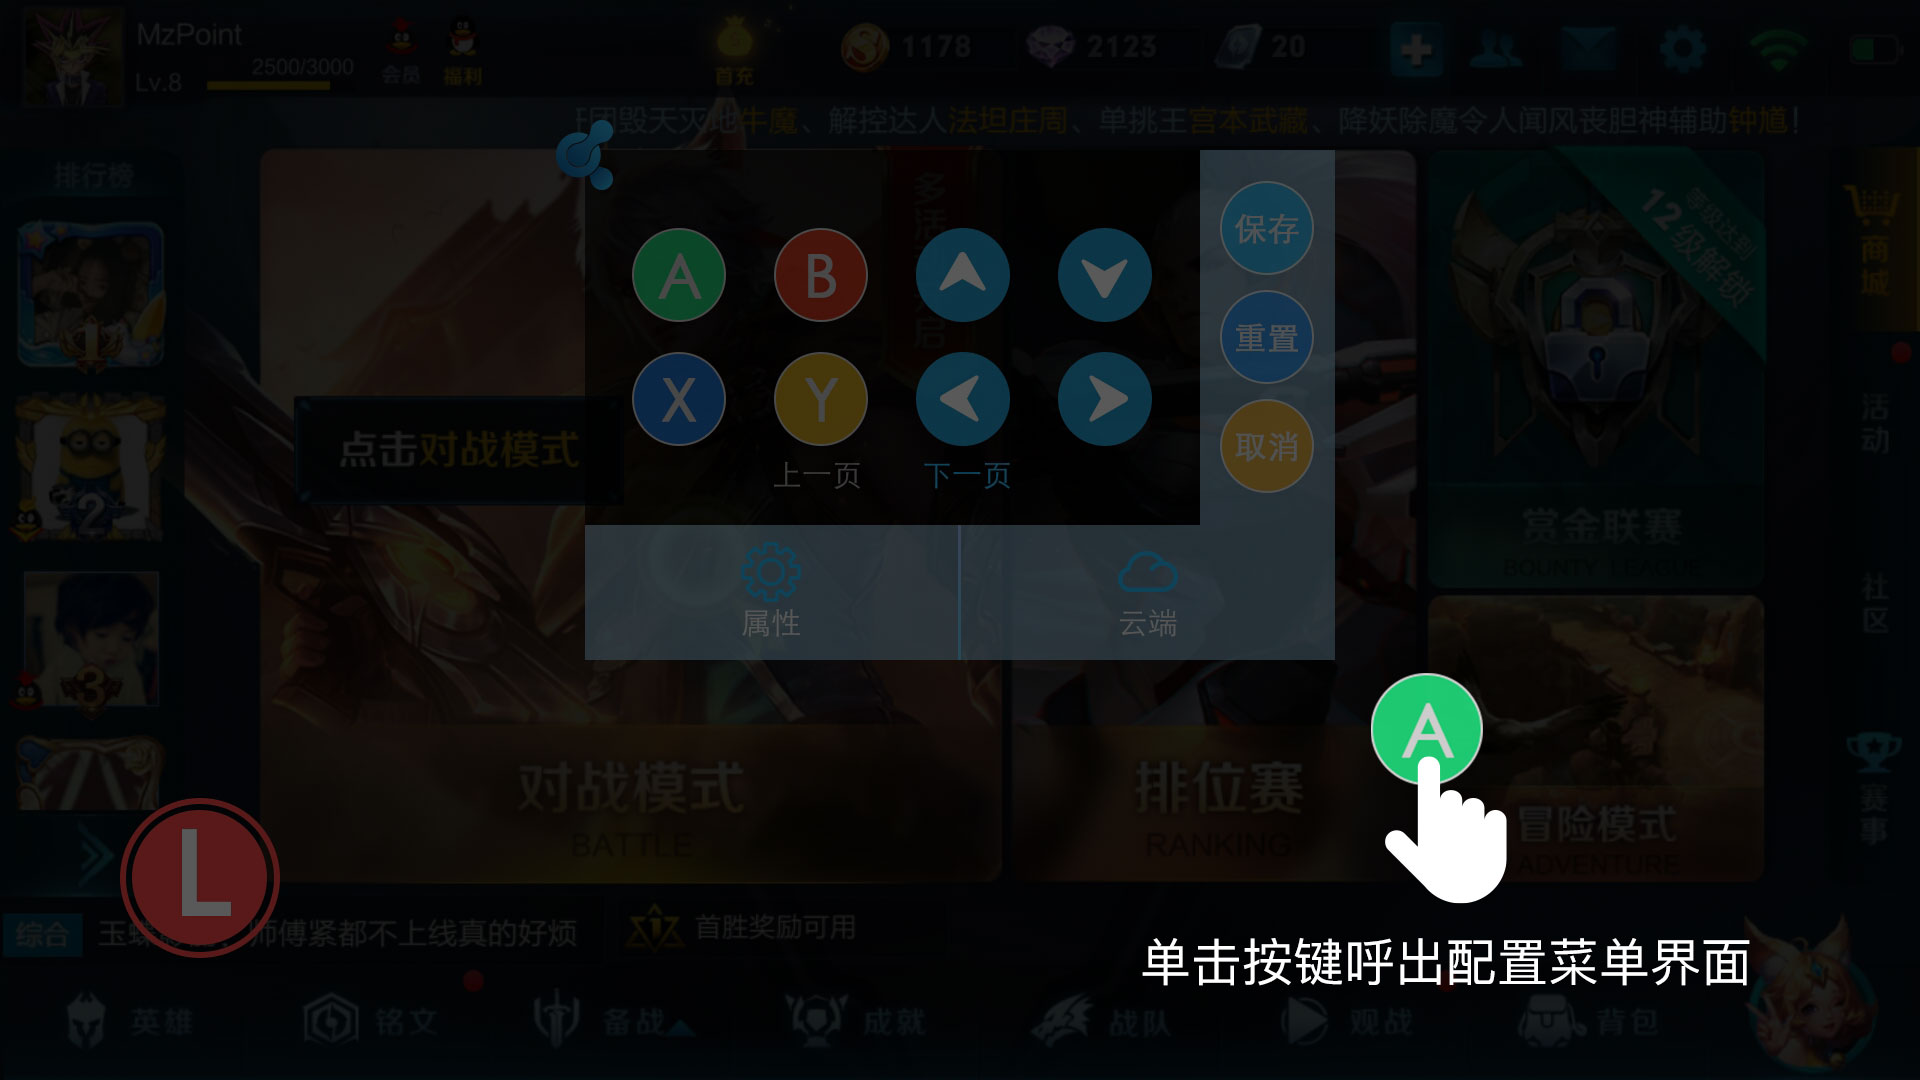 MzPoint
2500/3000
Lv.8
会员
福利
首充
1178
2123
20
团毁天灭地牛魔、解控达人法坦庄周、单挑王宫本武藏、降妖除魔令人闻风丧胆神辅助钟馗!
排行榜
等级达到
12级解锁
商城
保存
A
B
重置
X
Y
取消
上一页
下一页
点击对战模式
1
2
3
活动
社区
赛事
赏金联赛
BOUNTY LEAGUE
属性
云端
A
对战模式
BATTLE
排位赛
RANKING
冒险模式
ADVENTURE
L
综合
师傅紧都不上线真的好烦
首胜奖励可用
单击按键呼出配置菜单界面
英雄
铭文
备战
成就
战队
观战
背包